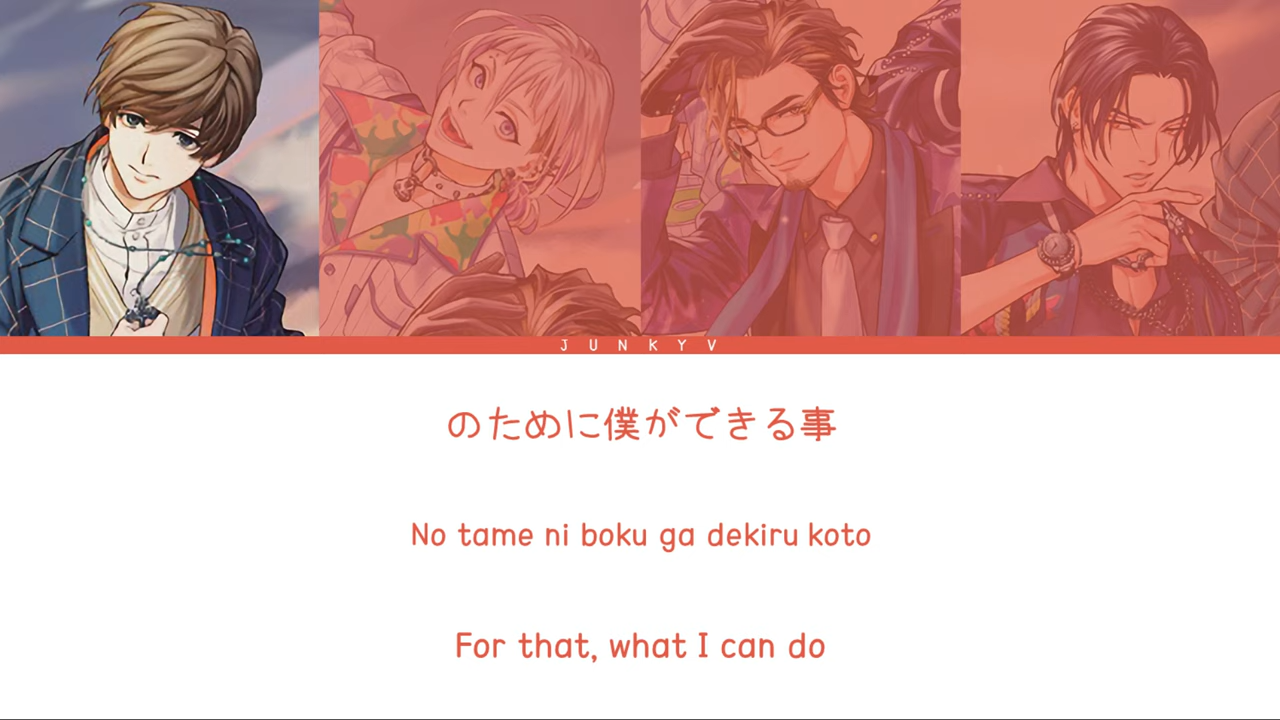 JUNKYV
のために僕ができる事
No tame ni boku ga dekiru koto
For that, what I can do